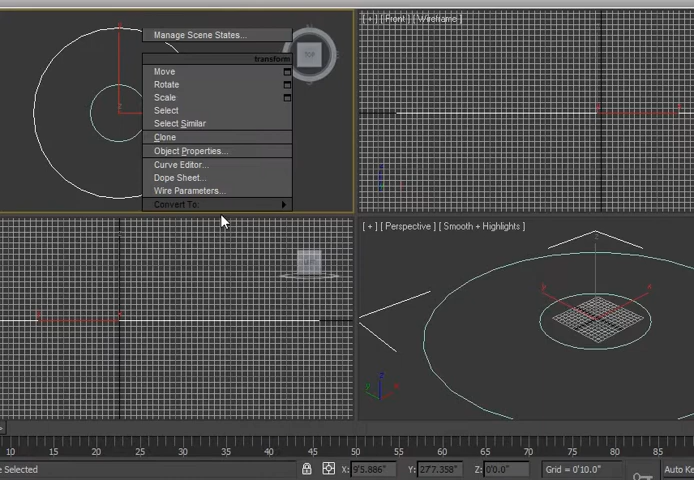 [ + ] [ Front ] [ Wireframe ]
Manage Scene States...
transform
TOP
Move
Rotate
Scale
Select
Select Similar
Clone
Object Properties...
Curve Editor...
Dope Sheet...
Wire Parameters...
Convert To:
[ + ] [ Perspective ] [ Smooth + Highlights ]
LEFT
z
x
y
10 15 20 25 30 35 40 45 50 55 60 65 70 75 80 85
e Selected
X: 9'5.886" Y: 27'7.358" Z: 0'0.0" Grid = 0'10.0" Auto Ke